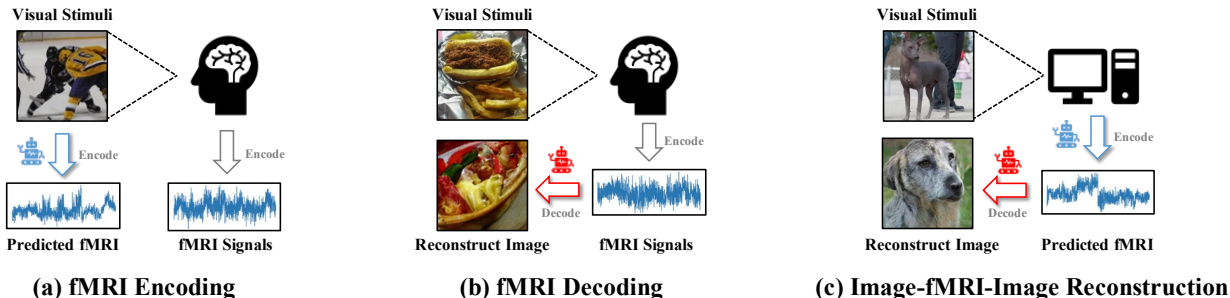 Visual Stimuli
Encode
Encode
Predicted fMRI
fMRI Signals
(a) fMRI Encoding
Visual Stimuli
Encode
Decode
Reconstruct Image
fMRI Signals
(b) fMRI Decoding
Visual Stimuli
Encode
Decode
Reconstruct Image
Predicted fMRI
(c) Image-fMRI-Image Reconstruction